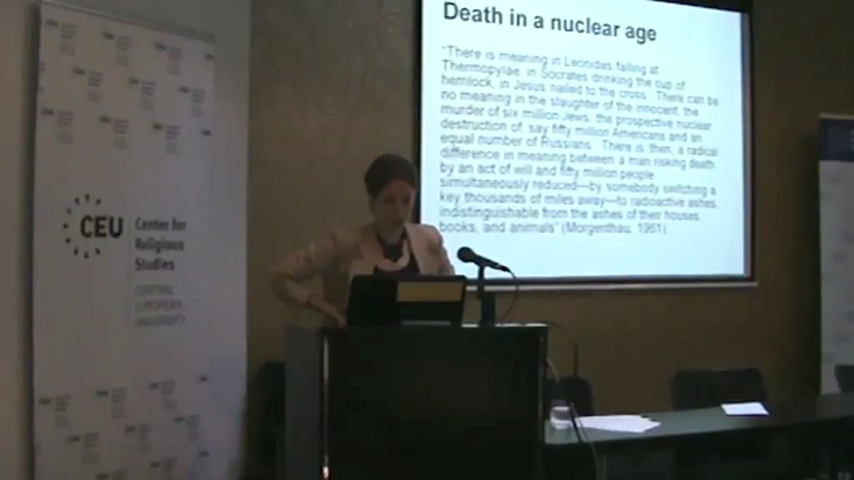 Death in a nuclear age
"There is meaning in Leonidas falling at
Thermopylae, in Socrates drinking the cup of
hemlock, in Jesus nailed to the cross. There can be
no meaning in the slaughter of the innocent, the
murder of six million Jews, the prospective nuclear
destruction of, say fifty million Americans and an
equal number of Russians. There is, then, a radical
difference in meaning between a man risking death
by an act of will and fifty million people
simultaneously reduced—by somebody switching a
key thousands of miles away—to radioactive ashes,
indistinguishable from the ashes of their houses,
books, and animals" (Morgenthau, 1961)
CEU
Center for
Religious
Studies
CENTRAL
EUROPEAN
UNIVERSITY